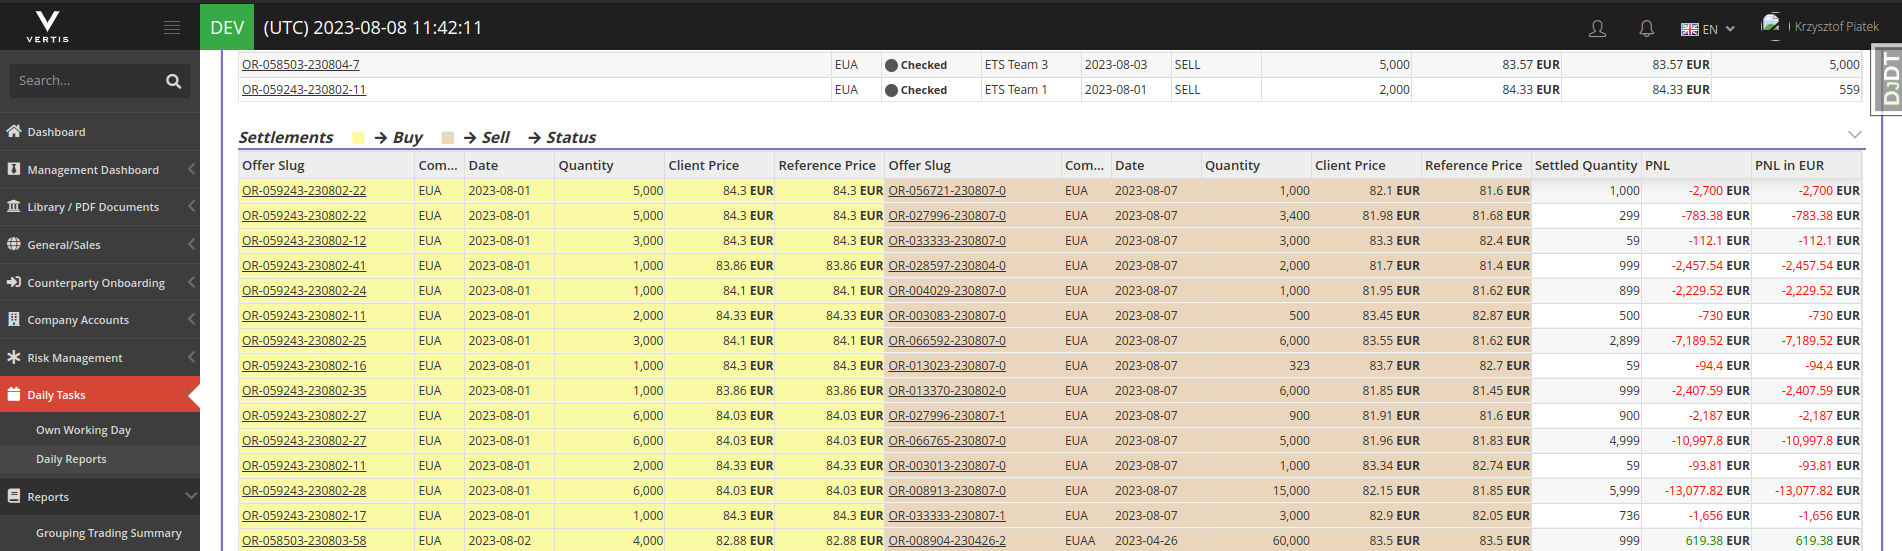 VERTIS
DEV (UTC) 2023-08-08 11:42:11 EN Krzysztof Piatek
DJDT
Search...
Dashboard
Management Dashboard
Library / PDF Documents
General/Sales
Counterparty Onboarding
Company Accounts
Risk Management
Daily Tasks
Own Working Day
Daily Reports
Reports
Grouping Trading Summary
OR-058503-230804-7 EUA Checked ETS Team 3 2023-08-03 SELL 5,000 83.57 EUR 83.57 EUR 5,000
OR-059243-230802-11 EUA Checked ETS Team 1 2023-08-01 SELL 2,000 84.33 EUR 84.33 EUR 559
Settlements → Buy → Sell → Status
Offer Slug Com... Date Quantity Client Price Reference Price Offer Slug Com... Date Quantity Client Price Reference Price Settled Quantity PNL PNL in EUR
OR-059243-230802-22 EUA 2023-08-01 5,000 84.3 EUR 84.3 EUR OR-056721-230807-0 EUA 2023-08-07 1,000 82.1 EUR 81.6 EUR 1,000 -2,700 EUR -2,700 EUR
OR-059243-230802-22 EUA 2023-08-01 5,000 84.3 EUR 84.3 EUR OR-027996-230807-0 EUA 2023-08-07 3,400 81.98 EUR 81.68 EUR 299 -783.38 EUR -783.38 EUR
OR-059243-230802-12 EUA 2023-08-01 3,000 84.3 EUR 84.3 EUR OR-033333-230807-0 EUA 2023-08-07 3,000 83.3 EUR 82.4 EUR 59 -112.1 EUR -112.1 EUR
OR-059243-230802-41 EUA 2023-08-01 1,000 83.86 EUR 83.86 EUR OR-028597-230804-0 EUA 2023-08-07 2,000 81.7 EUR 81.4 EUR 999 -2,457.54 EUR -2,457.54 EUR
OR-059243-230802-24 EUA 2023-08-01 1,000 84.1 EUR 84.1 EUR OR-004029-230807-0 EUA 2023-08-07 1,000 81.95 EUR 81.62 EUR 899 -2,229.52 EUR -2,229.52 EUR
OR-059243-230802-11 EUA 2023-08-01 2,000 84.33 EUR 84.33 EUR OR-003083-230807-0 EUA 2023-08-07 500 83.45 EUR 82.87 EUR 500 -730 EUR -730 EUR
OR-059243-230802-25 EUA 2023-08-01 3,000 84.1 EUR 84.1 EUR OR-066592-230807-0 EUA 2023-08-07 6,000 83.55 EUR 81.62 EUR 2,899 -7,189.52 EUR -7,189.52 EUR
OR-059243-230802-16 EUA 2023-08-01 1,000 84.3 EUR 84.3 EUR OR-013023-230807-0 EUA 2023-08-07 323 83.7 EUR 82.7 EUR 59 -94.4 EUR -94.4 EUR
OR-059243-230802-35 EUA 2023-08-01 1,000 83.86 EUR 83.86 EUR OR-013370-230802-0 EUA 2023-08-07 6,000 81.85 EUR 81.45 EUR 999 -2,407.59 EUR -2,407.59 EUR
OR-059243-230802-27 EUA 2023-08-01 6,000 84.03 EUR 84.03 EUR OR-027996-230807-1 EUA 2023-08-07 900 81.91 EUR 81.6 EUR 900 -2,187 EUR -2,187 EUR
OR-059243-230802-27 EUA 2023-08-01 6,000 84.03 EUR 84.03 EUR OR-066765-230807-0 EUA 2023-08-07 5,000 81.96 EUR 81.83 EUR 4,999 -10,997.8 EUR -10,997.8 EUR
OR-059243-230802-11 EUA 2023-08-01 2,000 84.33 EUR 84.33 EUR OR-003013-230807-0 EUA 2023-08-07 1,000 83.34 EUR 82.74 EUR 59 -93.81 EUR -93.81 EUR
OR-059243-230802-28 EUA 2023-08-01 6,000 84.03 EUR 84.03 EUR OR-008913-230807-0 EUA 2023-08-07 15,000 82.15 EUR 81.85 EUR 5,999 -13,077.82 EUR -13,077.82 EUR
OR-059243-230802-17 EUA 2023-08-01 1,000 84.3 EUR 84.3 EUR OR-033333-230807-1 EUA 2023-08-07 3,000 82.9 EUR 82.05 EUR 736 -1,656 EUR -1,656 EUR
OR-058503-230803-58 EUA 2023-08-02 4,000 82.88 EUR 82.88 EUR OR-008904-230426-2 EUAA 2023-04-26 60,000 83.5 EUR 83.5 EUR 999 619.38 EUR 619.38 EUR